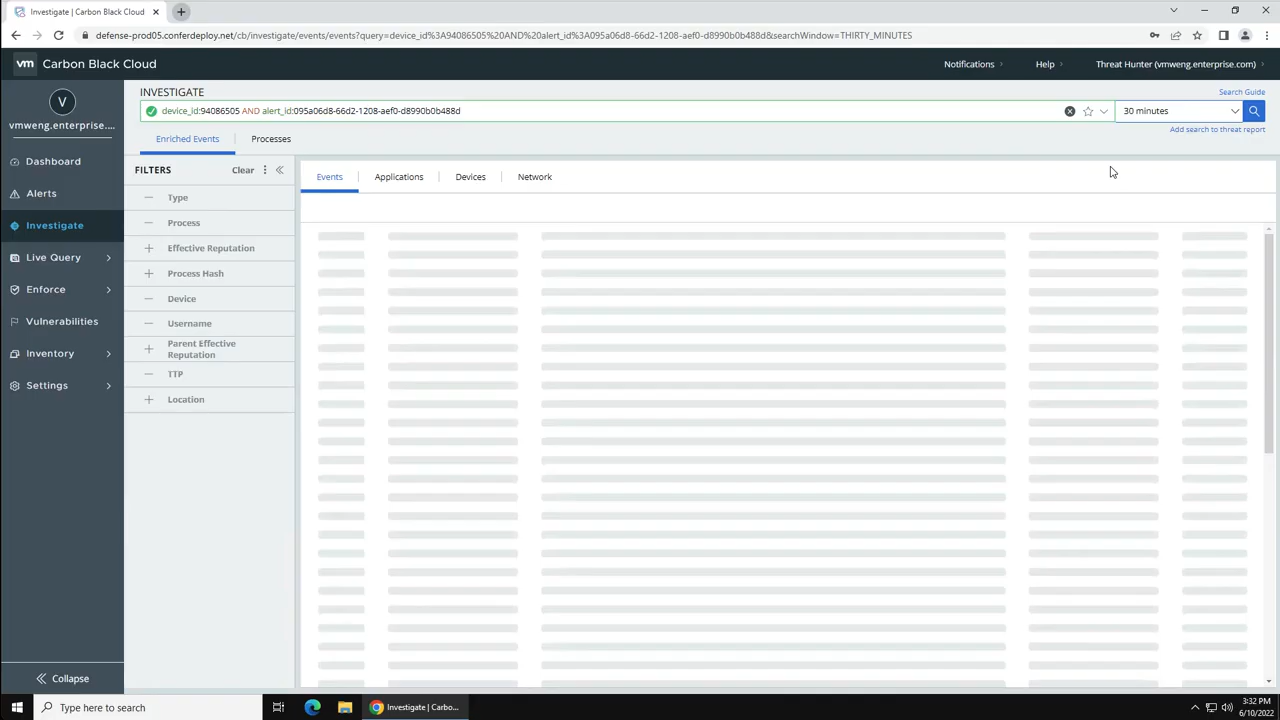 Investigate | Carbon Black Cloud
defense-prod05.conferdeploy.net/cb/investigate/events/events?query=device_id%3A94086505%20AND%20alert_id%3A095a06d8-66d2-1208-aef0-d8990b0b488d&searchWindow=THIRTY_MINUTES
vm Carbon Black Cloud
Notifications
Help
Threat Hunter (vmweng.enterprise.com)
V
vmweng.enterprise....
Dashboard
Alerts
Investigate
Live Query
Enforce
Vulnerabilities
Inventory
Settings
Collapse
INVESTIGATE
Search Guide
device_id:94086505 AND alert_id:095a06d8-66d2-1208-aef0-d8990b0b488d
30 minutes
Add search to threat report
Enriched Events
Processes
FILTERS
Clear
Type
Process
Effective Reputation
Process Hash
Device
Username
Parent Effective
Reputation
TTP
Location
Events
Applications
Devices
Network
Type here to search
Investigate | Carbo...
3:32 PM
6/10/2022